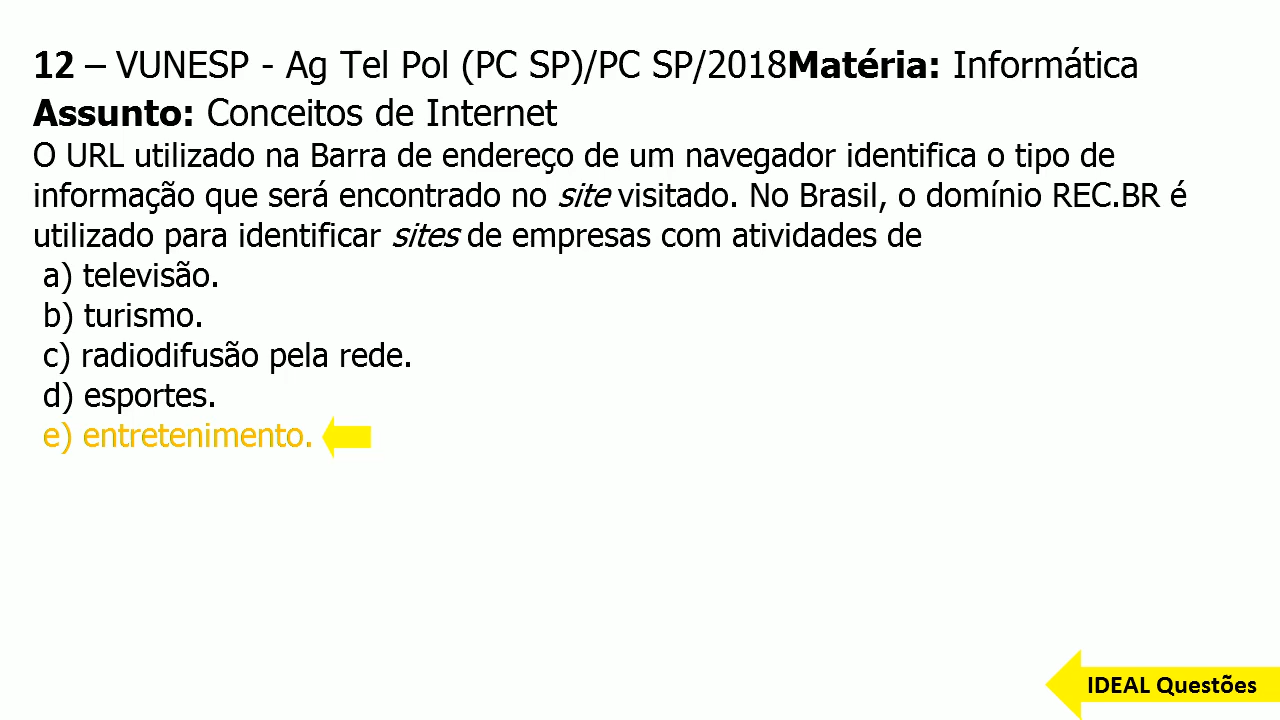 12 – VUNESP - Ag Tel Pol (PC SP)/PC SP/2018Matéria: Informática
Assunto: Conceitos de Internet
O URL utilizado na Barra de endereço de um navegador identifica o tipo de
informação que será encontrado no site visitado. No Brasil, o domínio REC.BR é
utilizado para identificar sites de empresas com atividades de
a) televisão.
b) turismo.
c) radiodifusão pela rede.
d) esportes.
e) entretenimento.
IDEAL Questões